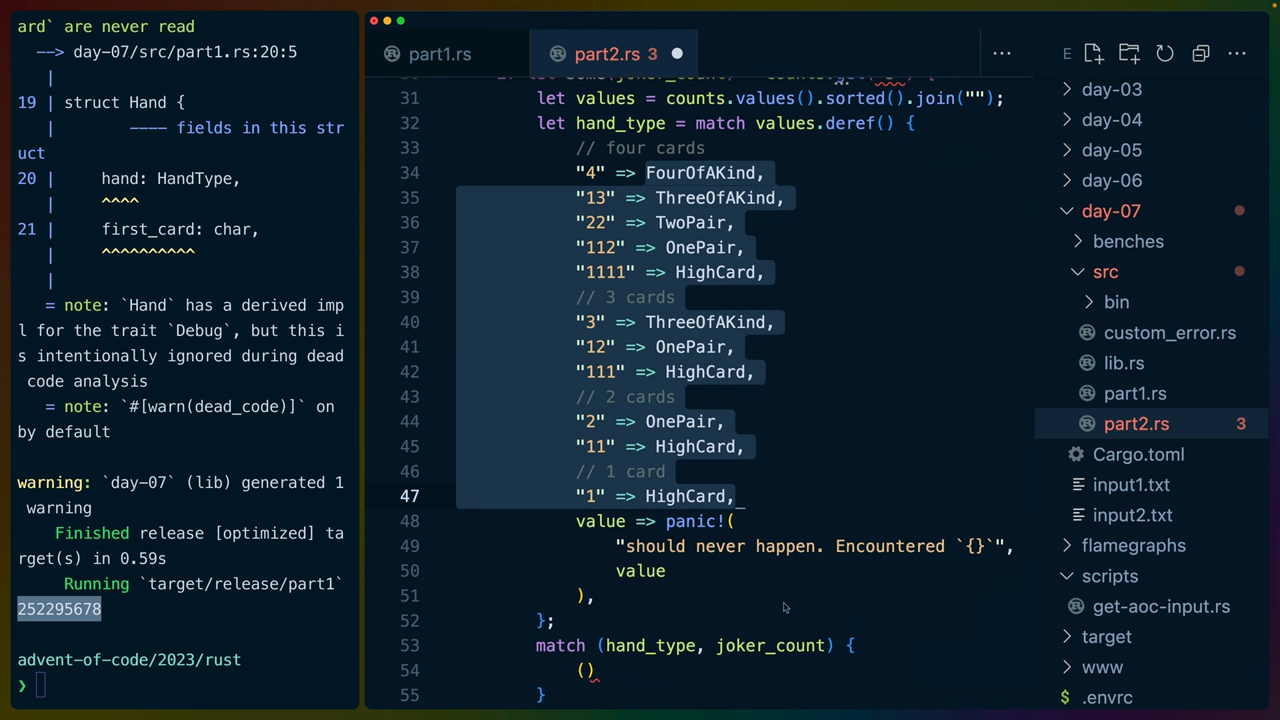 ard` are never read
--> day-07/src/part1.rs:20:5
|
19 | struct Hand {
| ---- fields in this str
uct
20 | hand: HandType,
| ^^^^
21 | first_card: char,
| ^^^^^^^^^^
|
= note: `Hand` has a derived imp
l for the trait `Debug`, but this i
s intentionally ignored during dead
code analysis
= note: `#[warn(dead_code)]` on
by default
warning: `day-07` (lib) generated 1
warning
Finished release [optimized] ta
rget(s) in 0.59s
Running `target/release/part1`
252295678
advent-of-code/2023/rust
❯
part1.rs
part2.rs 3
31 let values = counts.values().sorted().join("");
32 let hand_type = match values.deref() {
33 // four cards
34 "4" => FourOfAKind,
35 "13" => ThreeOfAKind,
36 "22" => TwoPair,
37 "112" => OnePair,
38 "1111" => HighCard,
39 // 3 cards
40 "3" => ThreeOfAKind,
41 "12" => OnePair,
42 "111" => HighCard,
43 // 2 cards
44 "2" => OnePair,
45 "11" => HighCard,
46 // 1 card
47 "1" => HighCard,
48 value => panic!(
49 "should never happen. Encountered `{}`",
50 value
51 ),
52 };
53 match (hand_type, joker_count) {
54 ()
55 }
E
day-03
day-04
day-05
day-06
day-07
benches
src
bin
custom_error.rs
lib.rs
part1.rs
part2.rs 3
Cargo.toml
input1.txt
input2.txt
flamegraphs
scripts
get-aoc-input.rs
target
www
$ .envrc